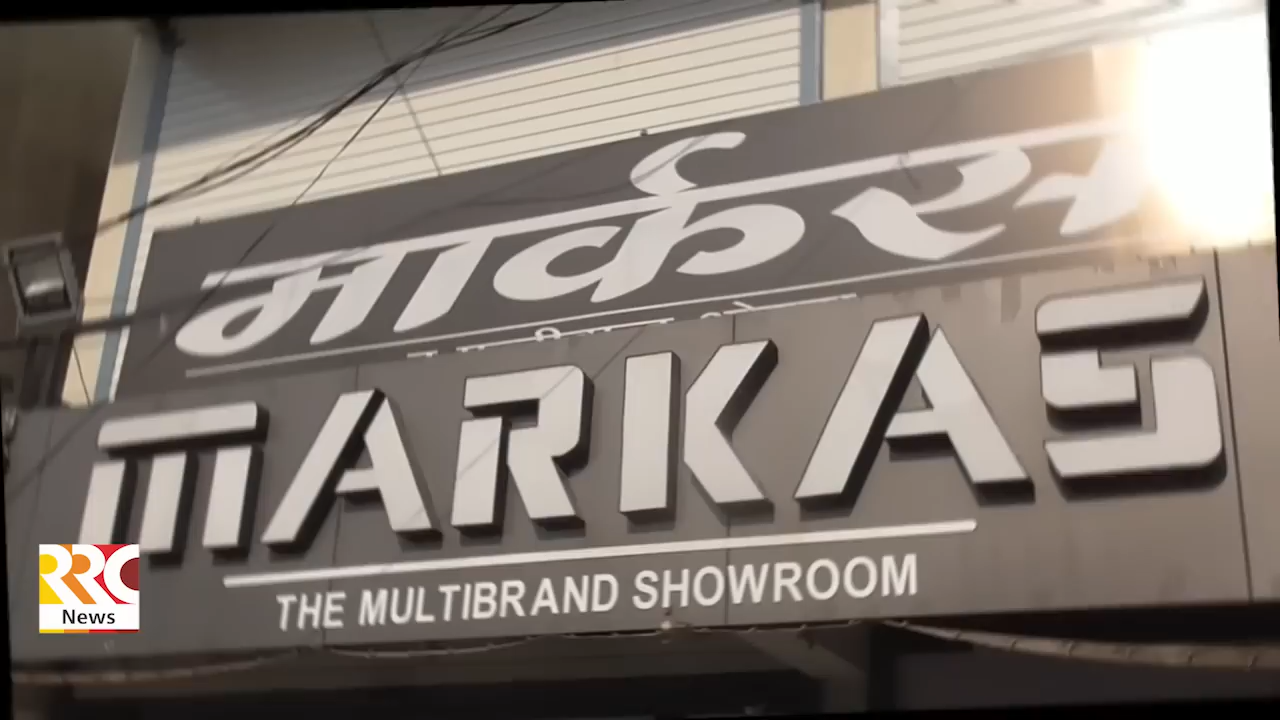 मार्कस
MARKAS
THE MULTIBRAND SHOWROOM
RRC
News